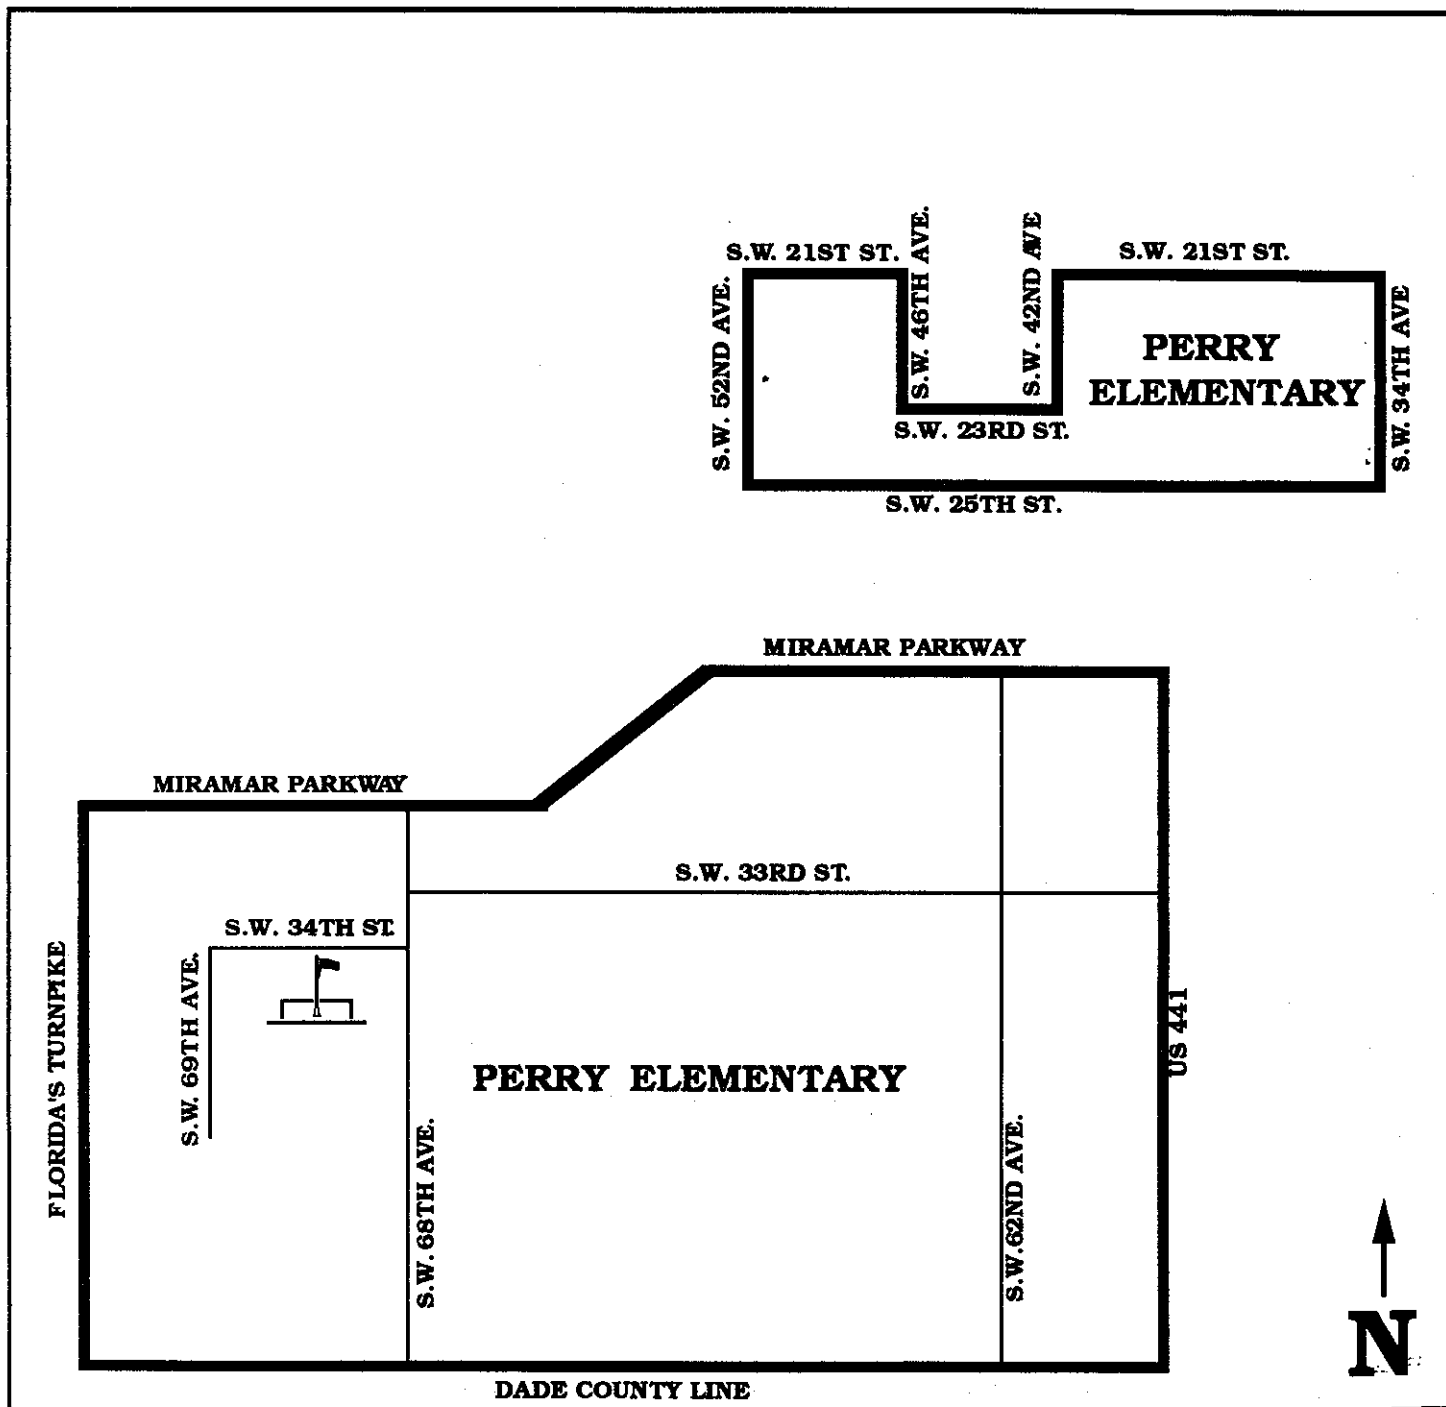 S.W. 21ST ST.
S.W. 46TH AVE.
S.W. 42ND AVE
S.W. 21ST ST.
S.W. 52ND AVE.
PERRY
ELEMENTARY
S.W. 34TH AVE
S.W. 23RD ST.
S.W. 25TH ST.
MIRAMAR PARKWAY
MIRAMAR PARKWAY
S.W. 33RD ST.
S.W. 34TH ST.
FLORIDA'S TURNPIKE
S.W. 69TH AVE.
US 441
PERRY ELEMENTARY
S.W. 68TH AVE.
S.W.62ND AVE.
N
DADE COUNTY LINE